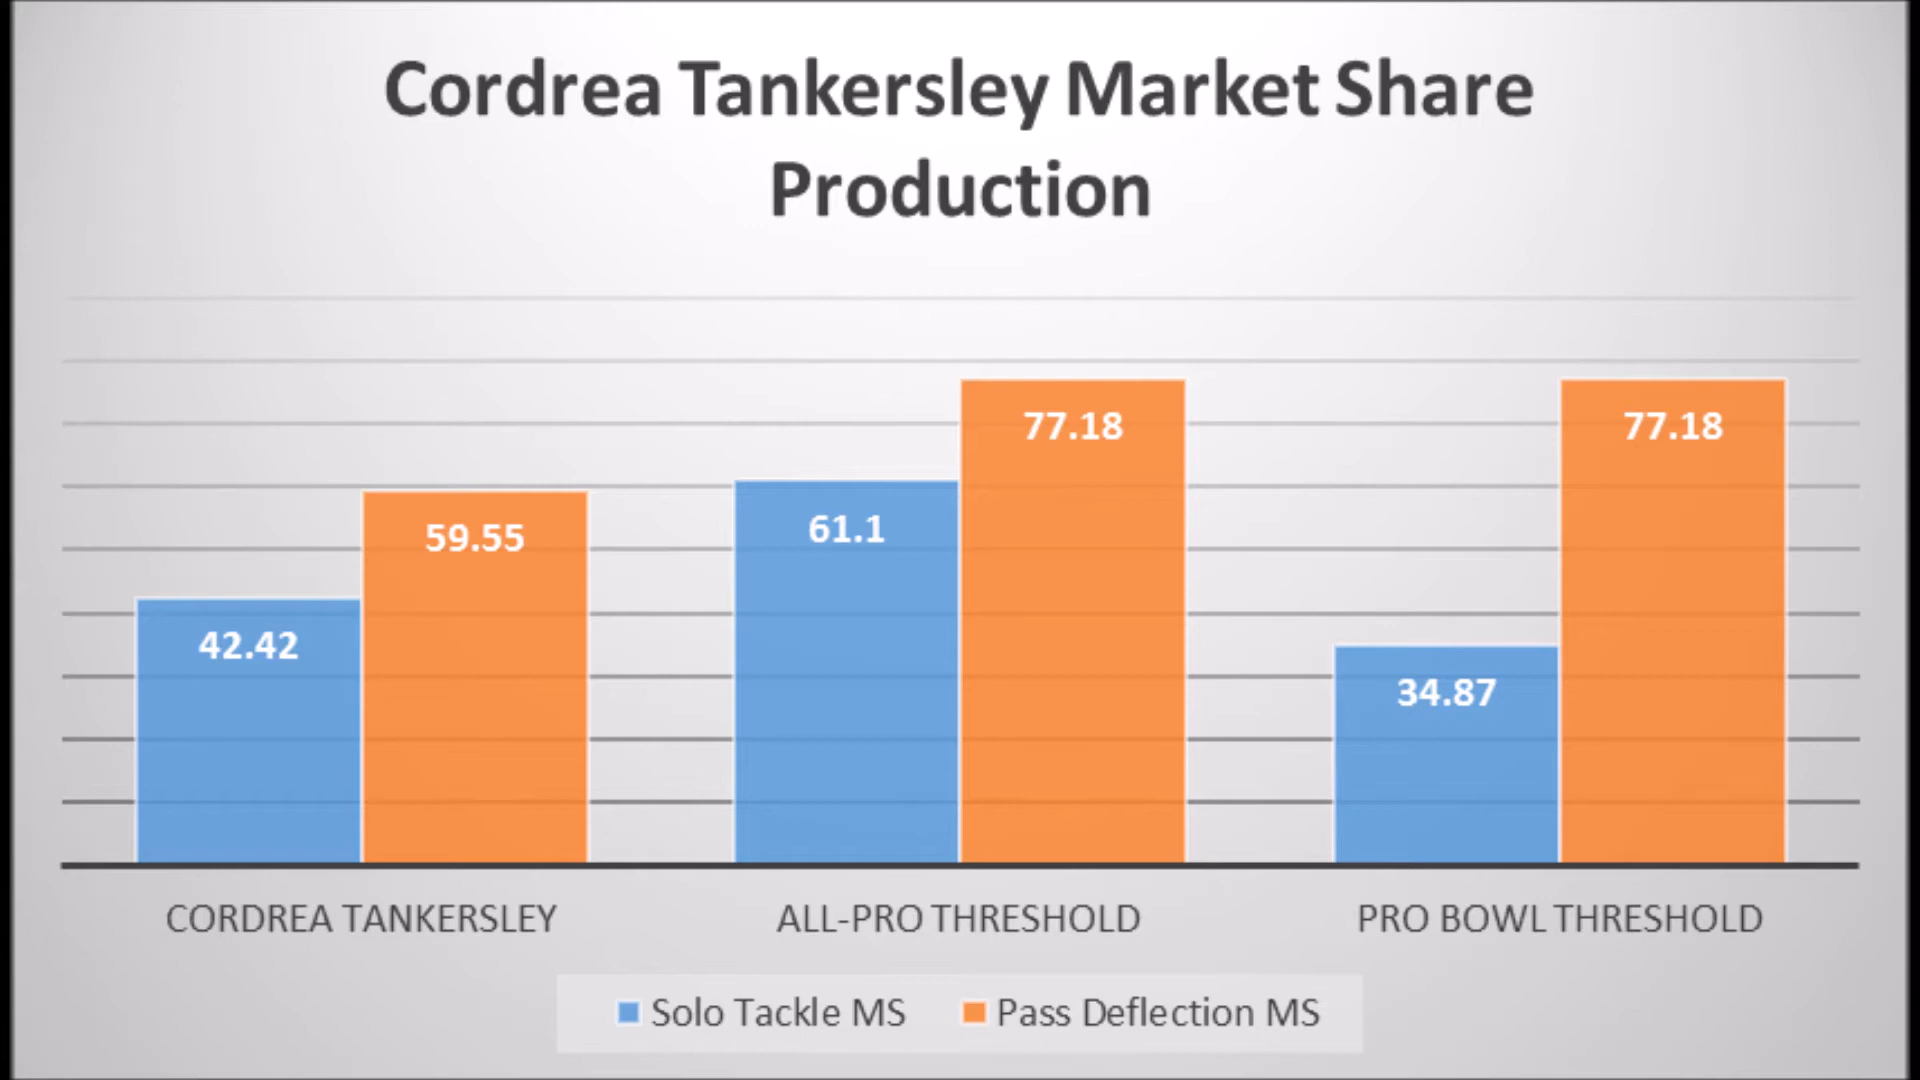 Cordrea Tankersley Market Share
Production
42.42
59.55
61.1
77.18
34.87
77.18
CORDREA TANKERSLEY
ALL-PRO THRESHOLD
PRO BOWL THRESHOLD
Solo Tackle MS
Pass Deflection MS